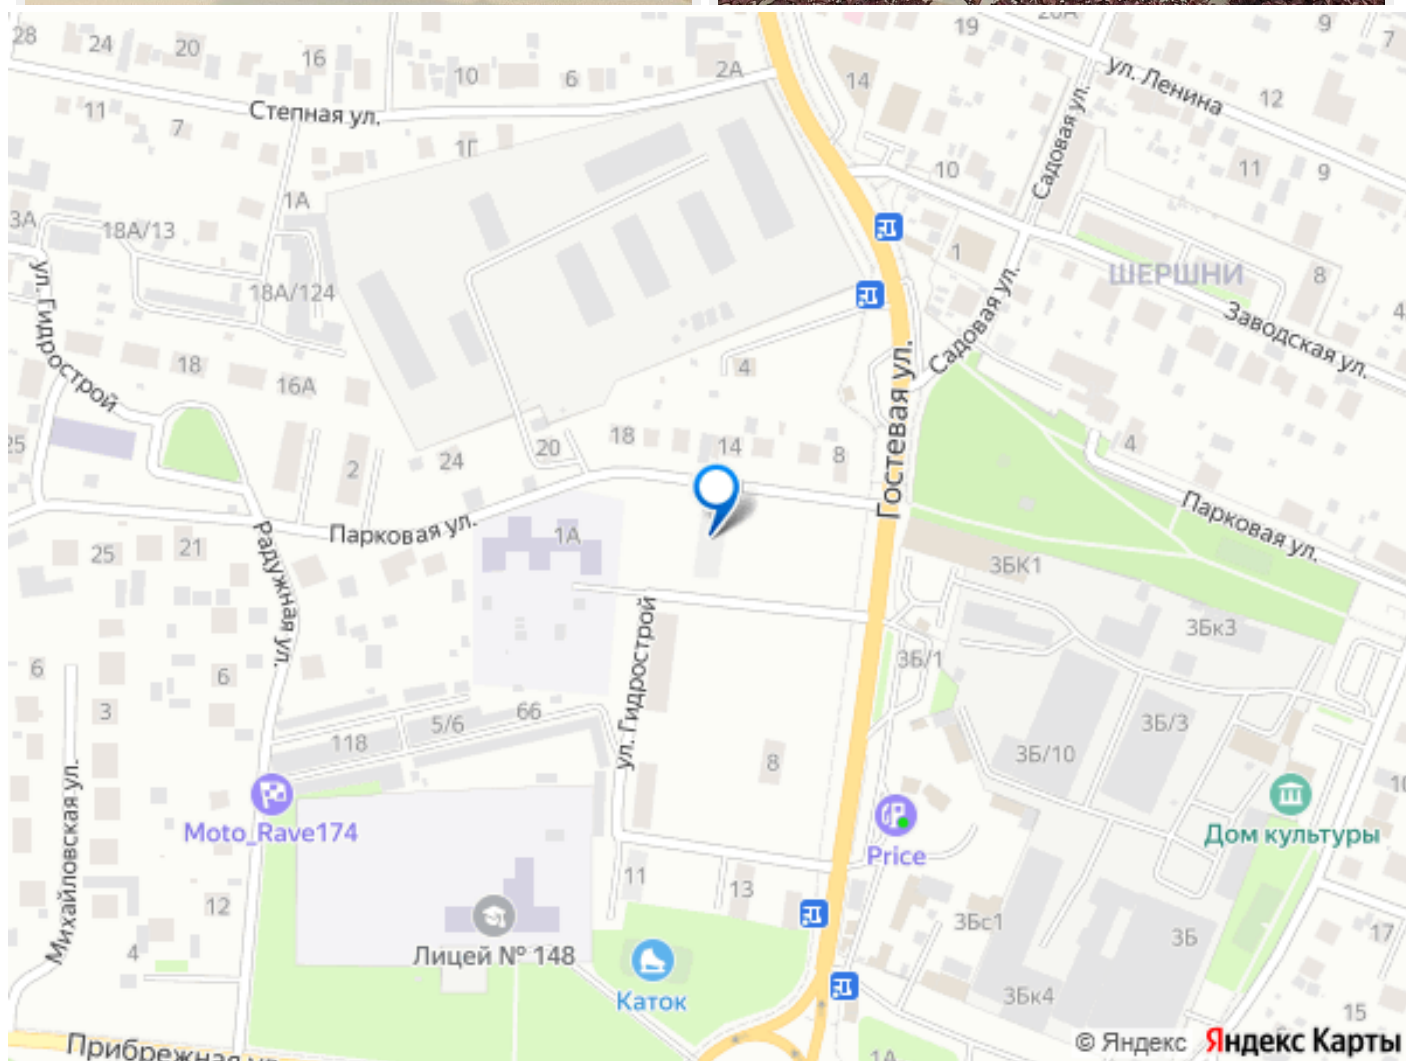 28
24
20
16
10
6
2А
14
19
26А
9
7
ул. Ленина
12
Степная ул.
11
7
1Г
1А
10
Садовая ул.
11
9
3А
18А/13
1
ШЕРШНИ
8
18А/124
ул. Гидрострой
Садовая ул.
Заводская ул.
4
18
16А
4
Гостевая ул.
25
2
24
20
18
14
8
4
Парковая ул.
Парковая ул.
1А
25
21
Радужная ул.
3БК1
3Бк3
ул. Гидрострой
3Б/1
6
6
3
5/6
66
118
8
3Б/3
3Б/10
Михайловская ул.
Moto_Rave174
Price
Дом культуры
10
11
13
12
4
Лицей № 148
Каток
3Бс1
3Б
17
3Бк4
15
1А
Прибрежная ул.
© Яндекс Яндекс Карты